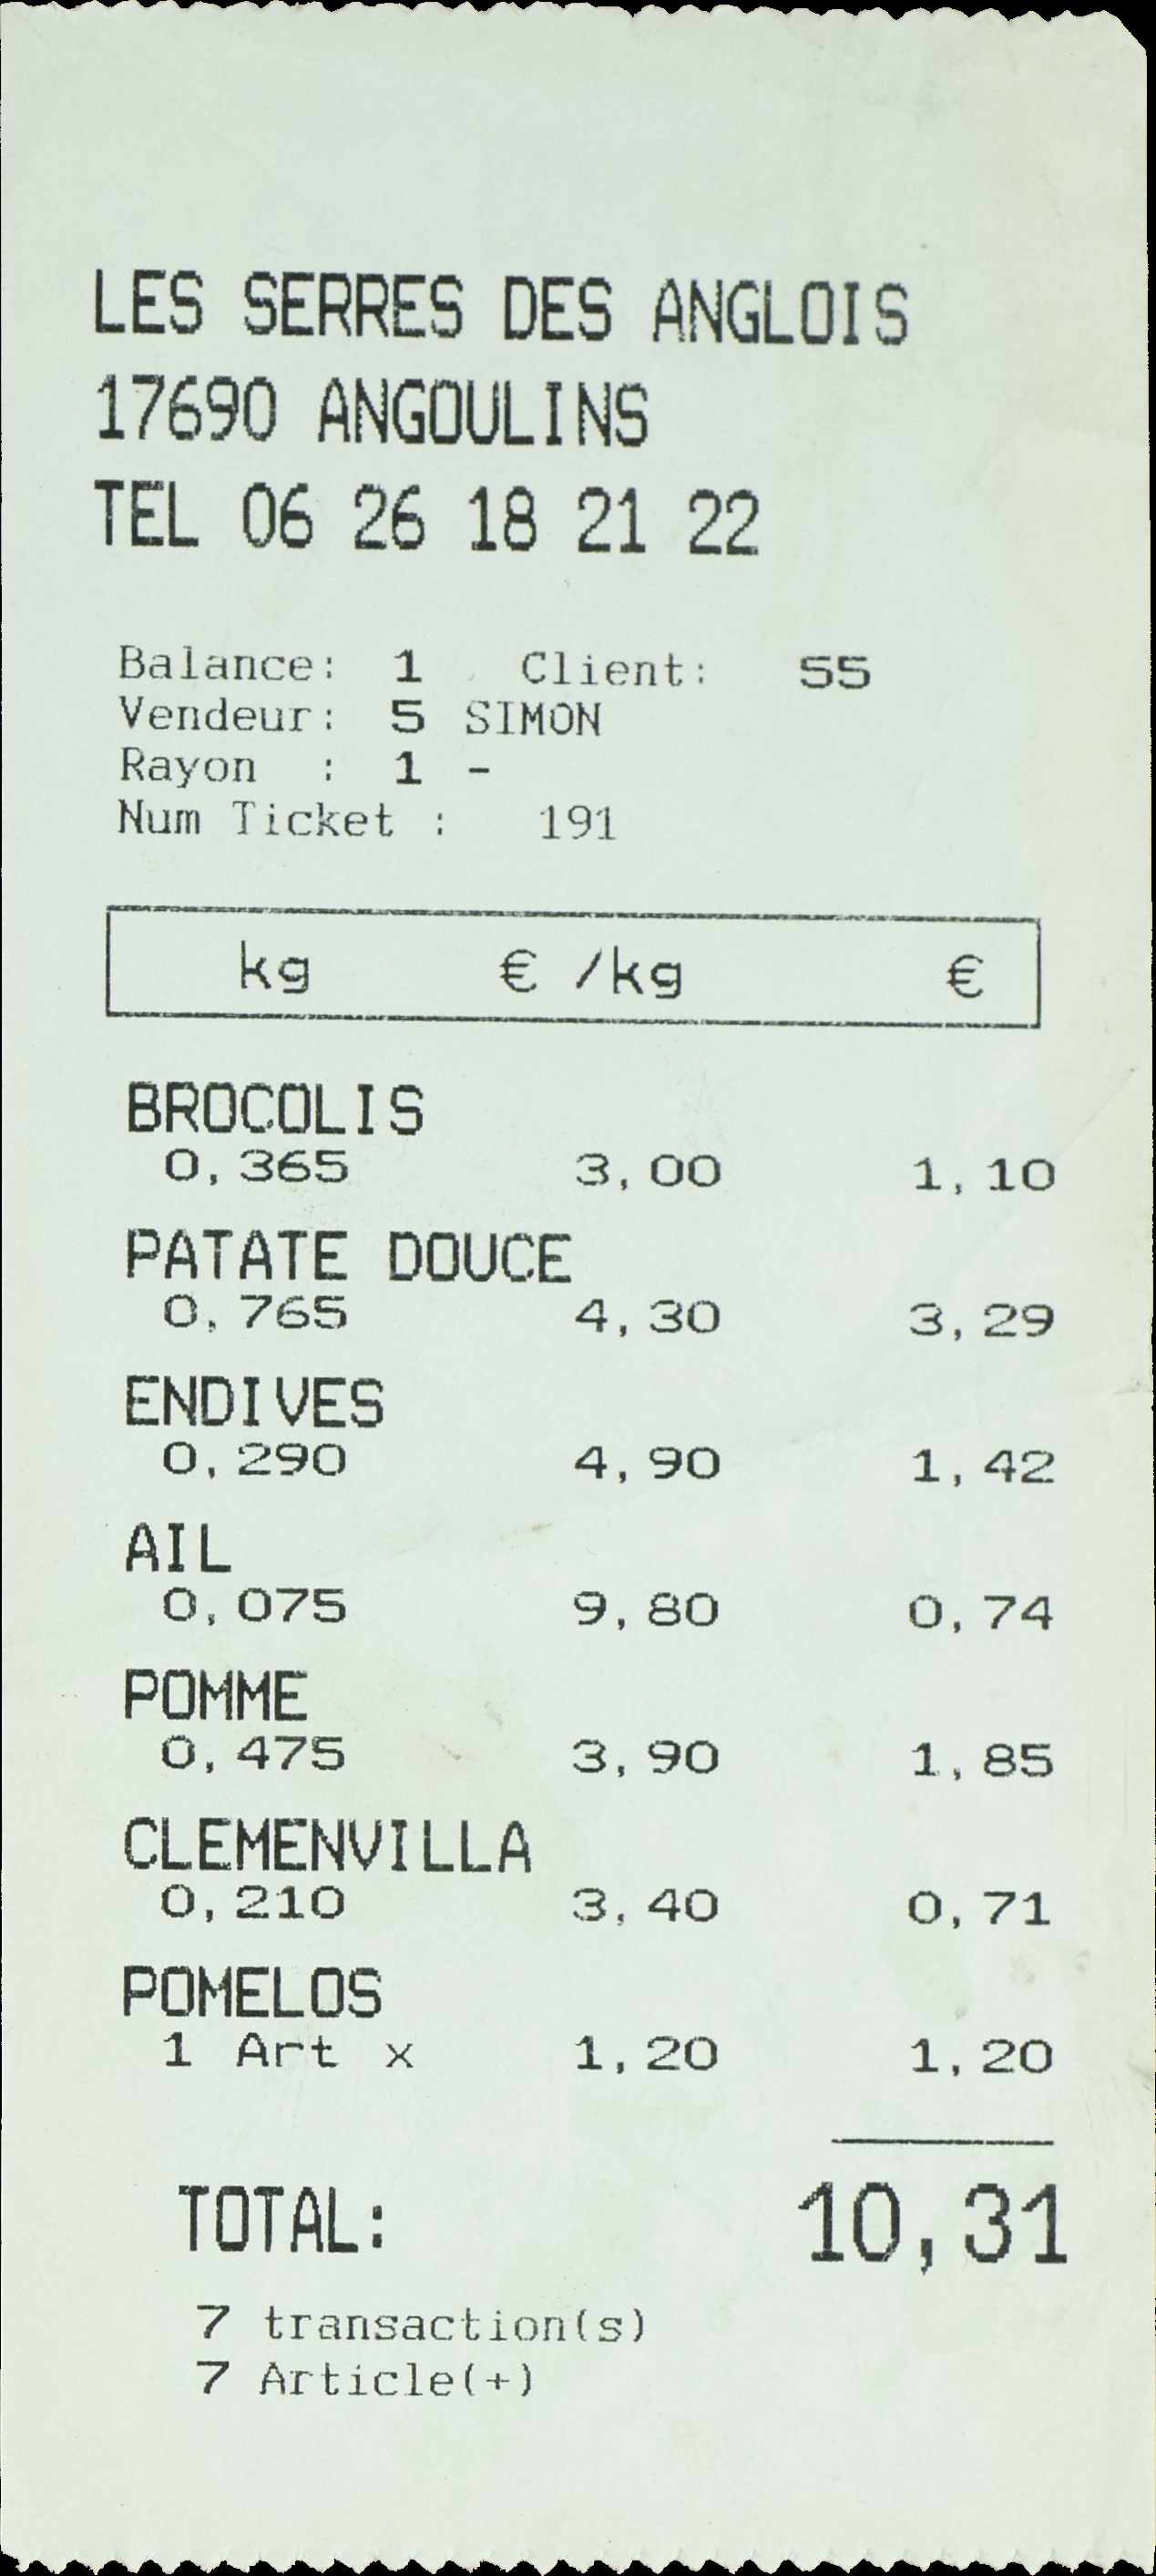 LES SERRES DES ANGLOIS
17690 ANGOULINS
TEL 06 26 18 21 22
Balance: 1 Client: 55
Vendeur: 5 SIMON
Rayon : 1 -
Num Ticket : 191
kg € /kg €
BROCOLIS
0,365 3,00 1,10
PATATE DOUCE
0,765 4,30 3,29
ENDIVES
0,290 4,90 1,42
AIL
0,075 9,80 0,74
POMME
0,475 3,90 1,85
CLEMENVILLA
0,210 3,40 0,71
POMELOS
1 Art x 1,20 1,20
TOTAL: 10,31
7 transaction(s)
7 Article(+)